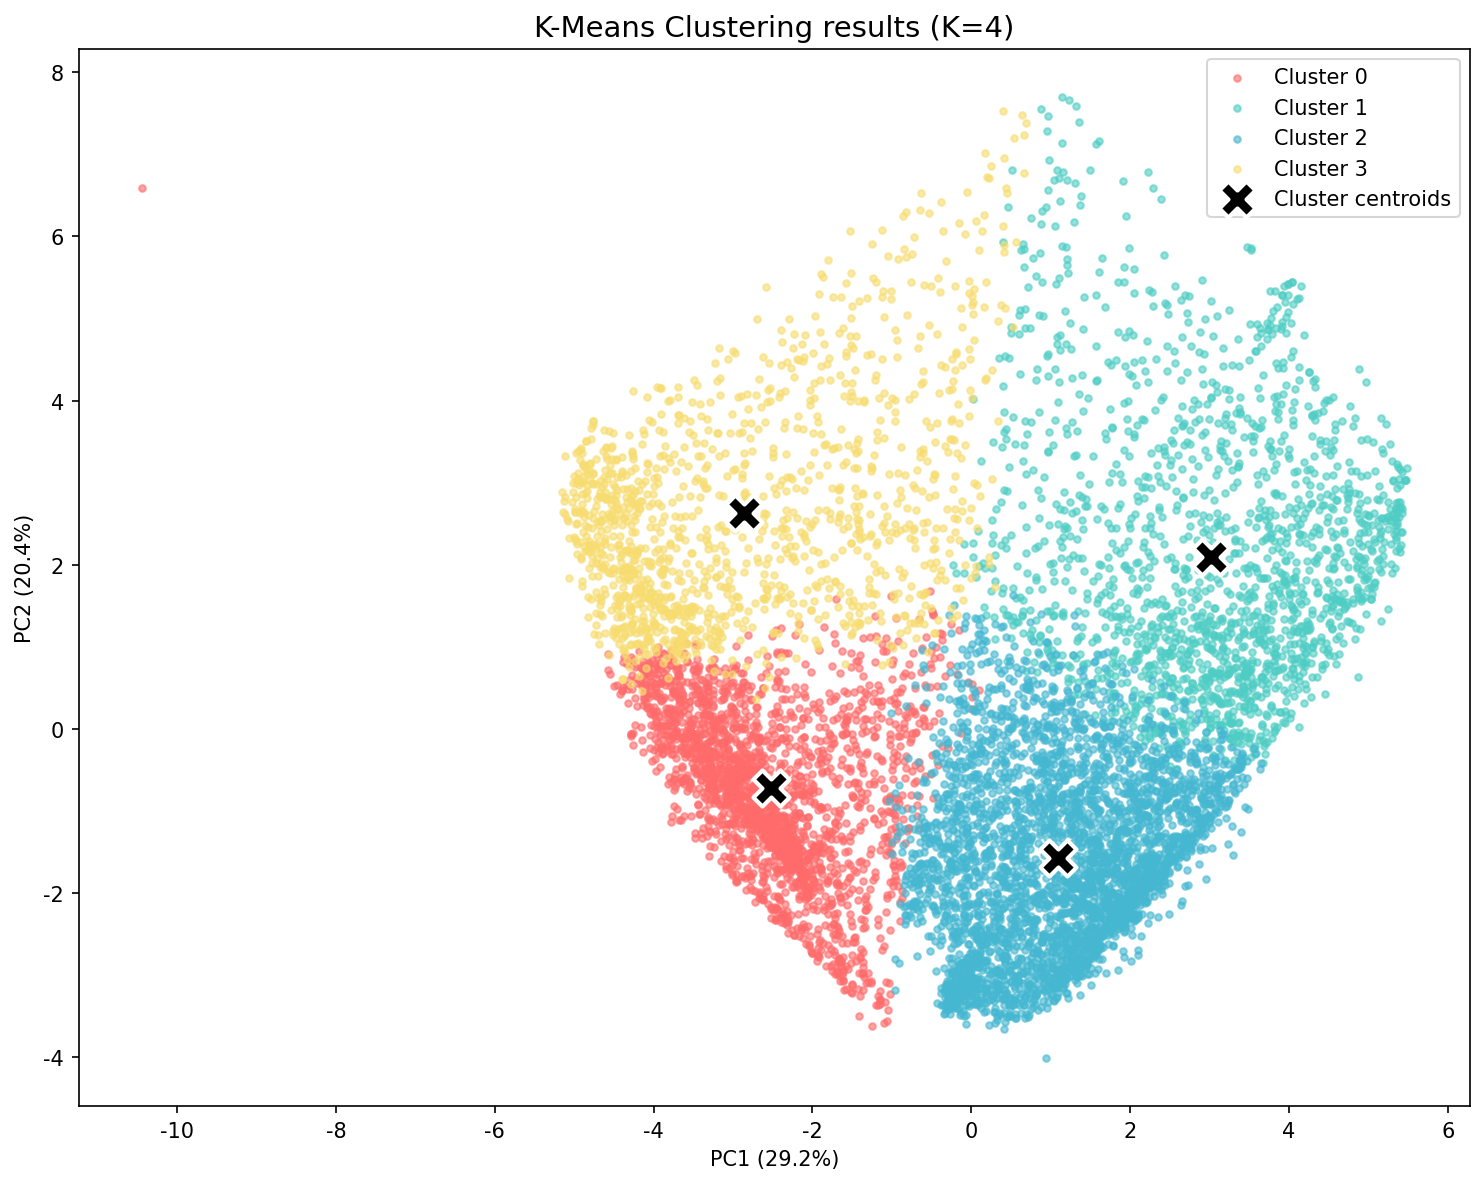 K-Means Clustering results (K=4)
Cluster 0
Cluster 1
Cluster 2
Cluster 3
Cluster centroids
8
6
4
2
0
-2
-4
PC2 (20.4%)
-10 -8 -6 -4 -2 0 2 4 6
PC1 (29.2%)